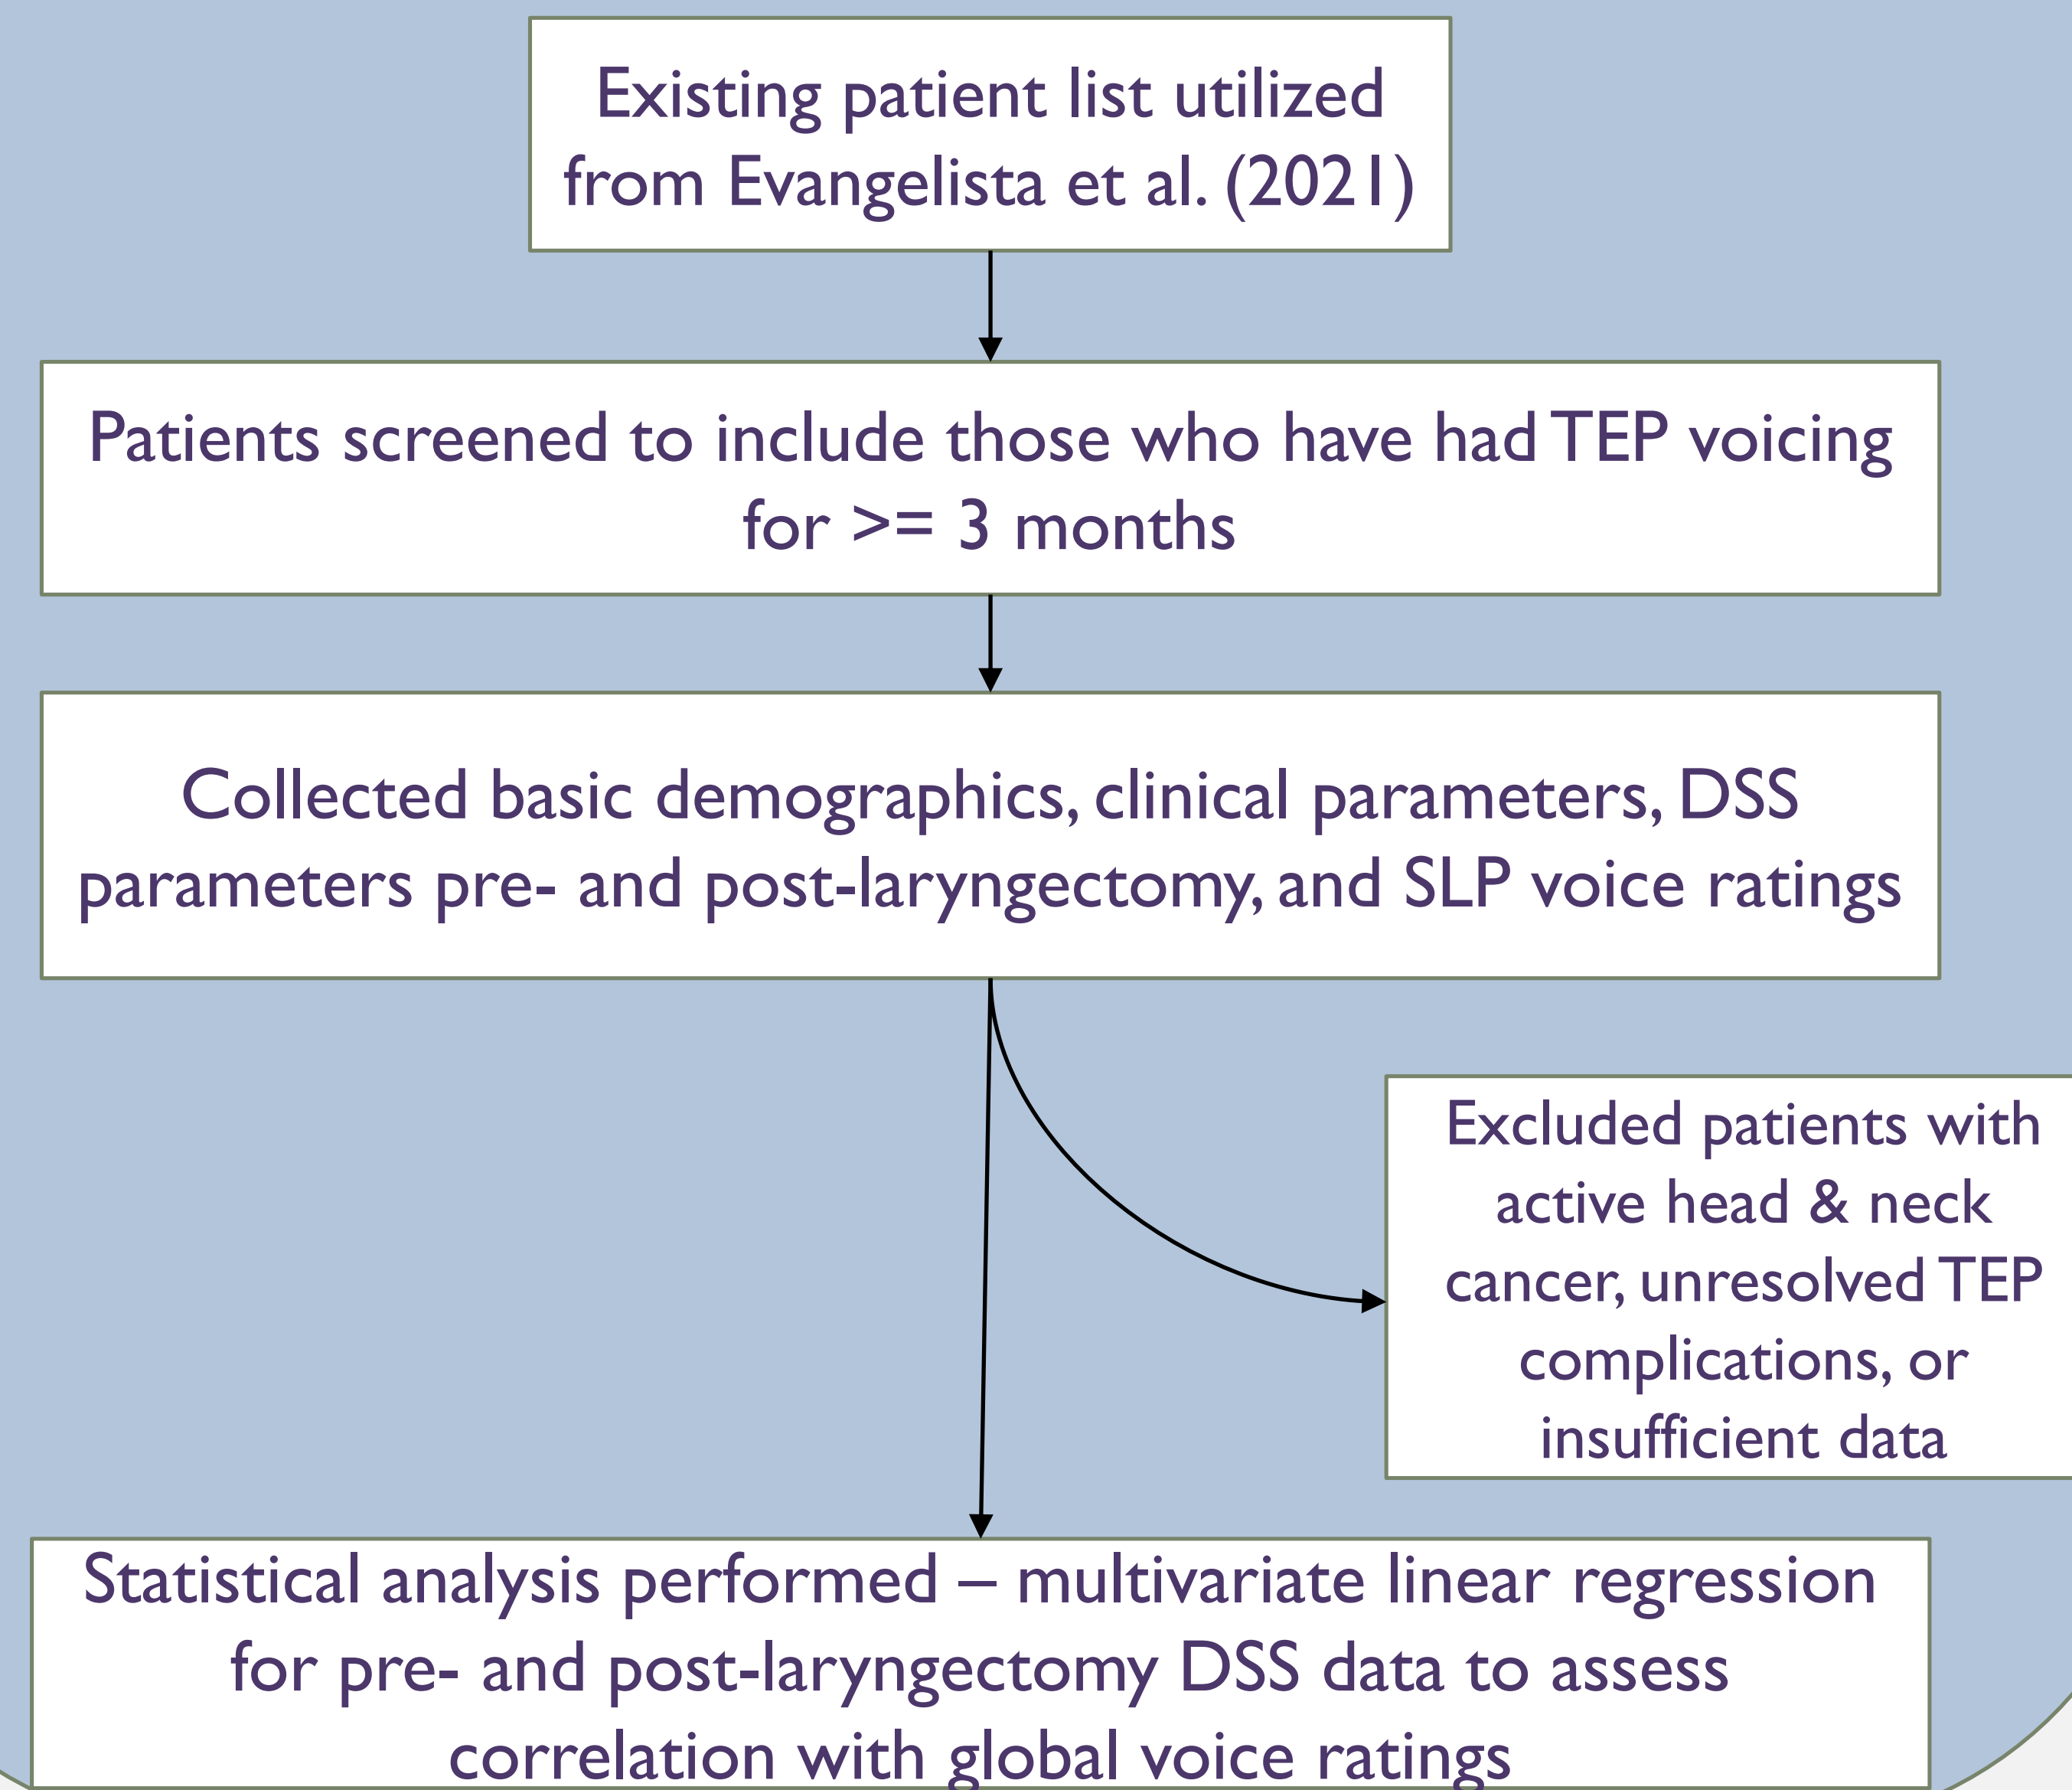 Existing patient list utilized
from Evangelista et al. (2021)
Patients screened to include those who have had TEP voicing
for >= 3 months
Collected basic demographics, clinical parameters, DSS
parameters pre- and post-laryngectomy, and SLP voice ratings
Excluded patients with
active head & neck
cancer, unresolved TEP
complications, or
insufficient data
Statistical analysis performed – multivariate linear regression
for pre- and post-laryngectomy DSS data to assess
correlation with global voice ratings